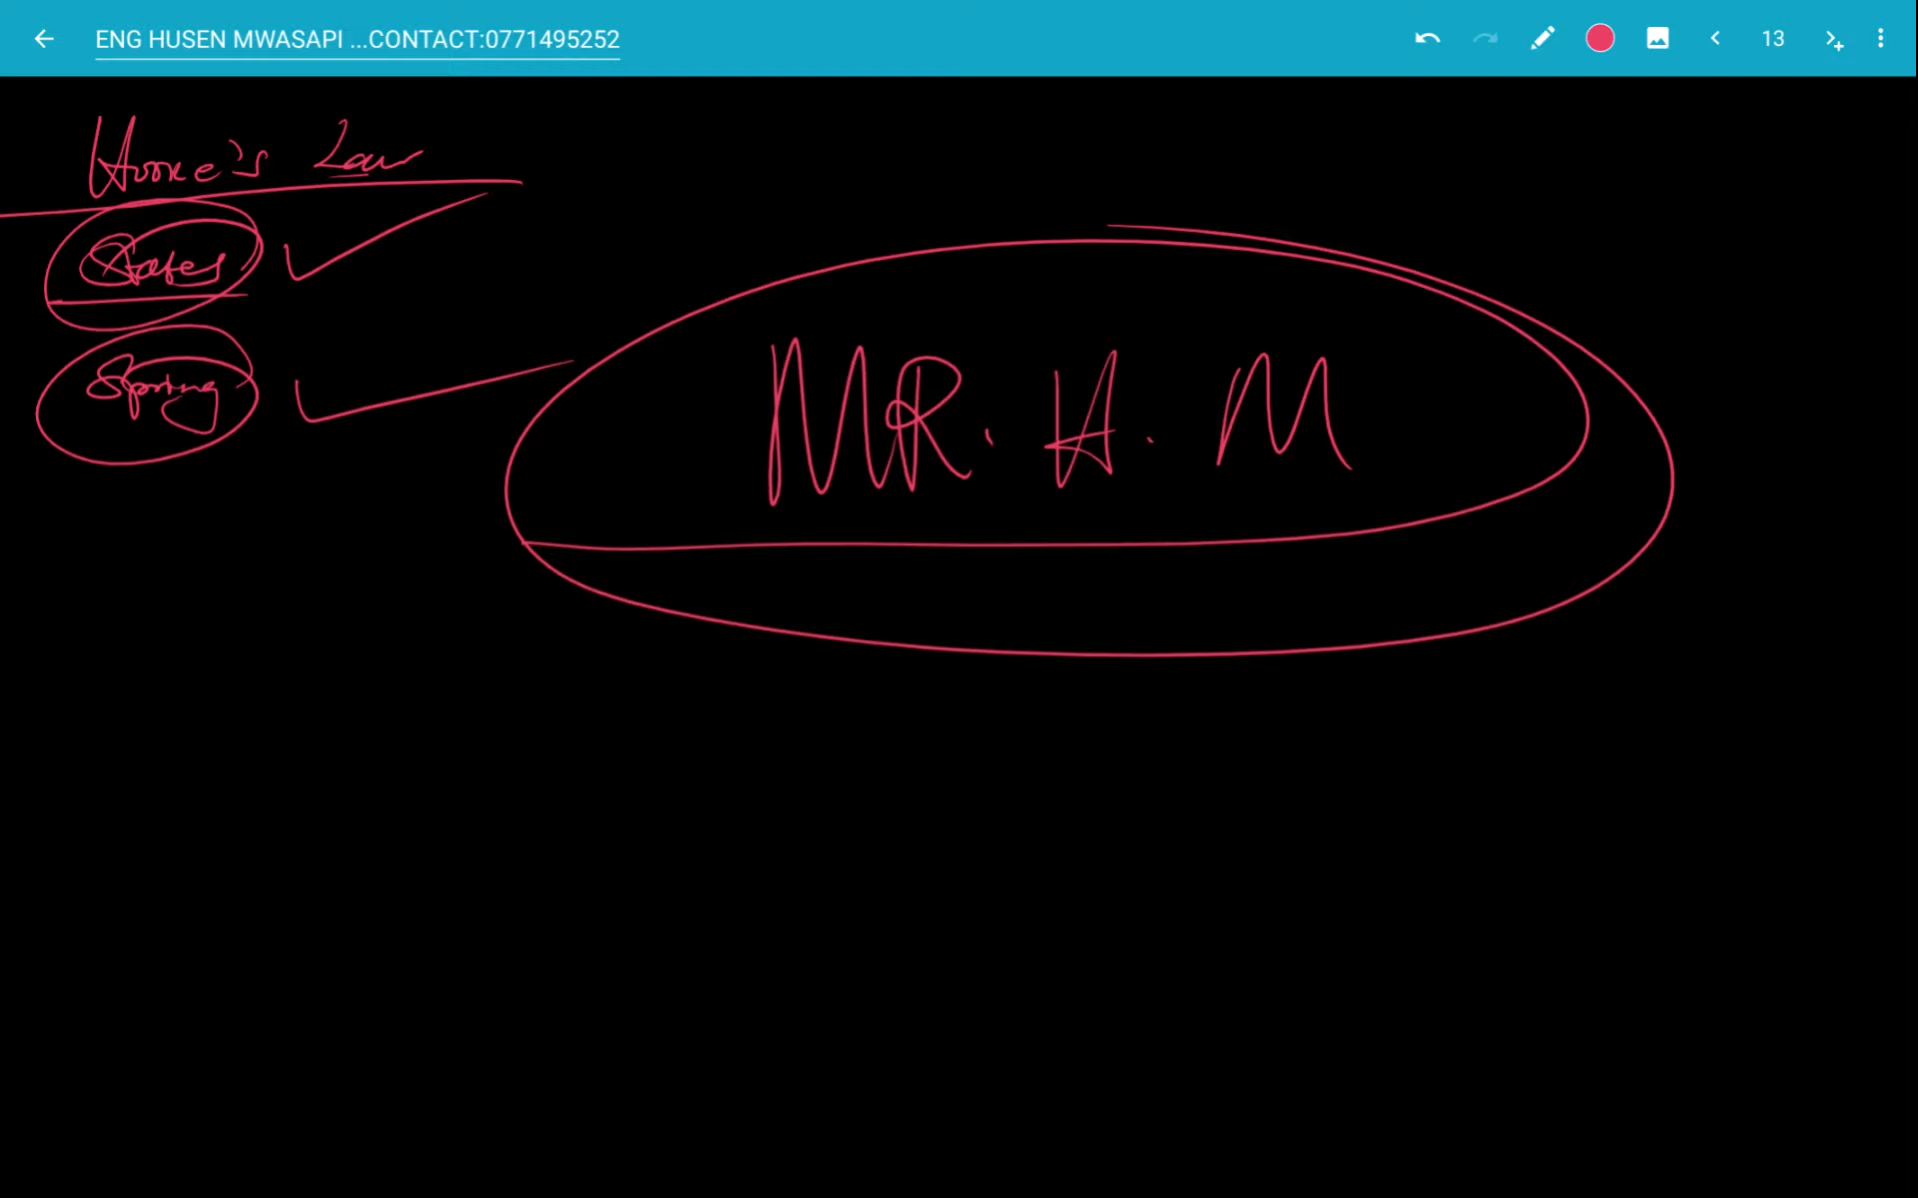 ENG HUSEN MWASAPI ...CONTACT:0771495252
13
Hooke's Law
States
Spring
MR. H. M